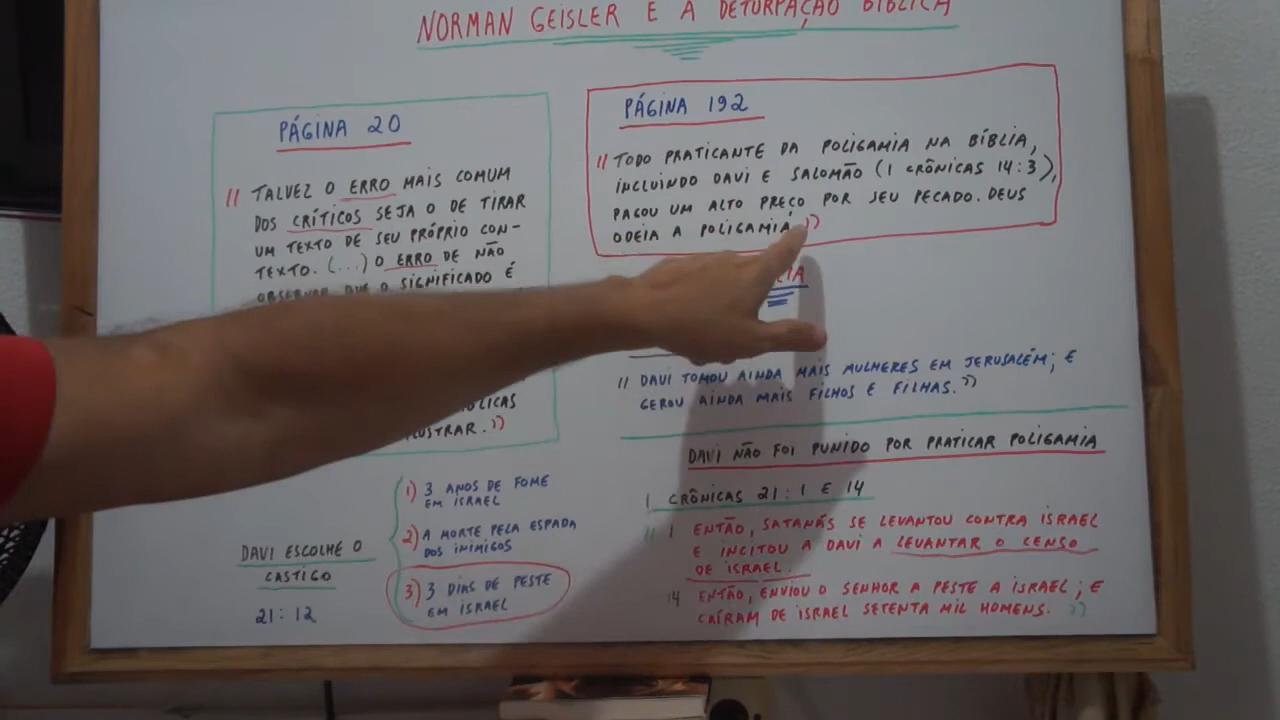 NORMAN GEISLER E A DETURPAÇÃO BÍBLICA
PÁGINA 20
" TALVEZ O ERRO MAIS COMUM
DOS CRÍTICOS SEJA O DE TIRAR
UM TEXTO DE SEU PRÓPRIO CON-
TEXTO. (...) O ERRO DE NÃO
OBSERVAR QUE O SIGNIFICADO É
PÁGINA 192
" TODO PRATICANTE DA POLIGAMIA NA BÍBLIA,
INCLUINDO DAVI E SALOMÃO (1 CRÔNICAS 14:3),
PAGOU UM ALTO PREÇO POR SEU PECADO. DEUS
ODEIA A POLIGAMIA "
" DAVI TOMOU AINDA MAIS MULHERES EM JERUSALÉM; E
GEROU AINDA MAIS FILHOS E FILHAS. "
DAVI NÃO FOI PUNIDO POR PRATICAR POLIGAMIA
1 CRÔNICAS 21:1 E 14
" 1 ENTÃO, SATANÁS SE LEVANTOU CONTRA ISRAEL
E INCITOU A DAVI A LEVANTAR O CENSO
DE ISRAEL.
14 ENTÃO, ENVIOU O SENHOR A PESTE A ISRAEL; E
CAÍRAM DE ISRAEL SETENTA MIL HOMENS. "
DAVI ESCOLHE O
CASTIGO
21:12
1) 3 ANOS DE FOME
EM ISRAEL
2) A MORTE PELA ESPADA
DOS INIMIGOS
3) 3 DIAS DE PESTE
EM ISRAEL